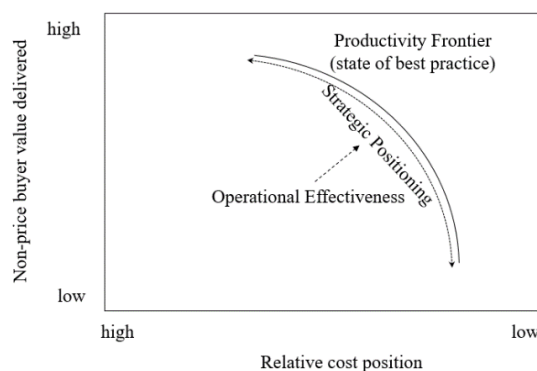 high
Productivity Frontier
(state of best practice)
Non-price buyer value delivered
Strategic Positioning
Operational Effectiveness
low
high
low
Relative cost position